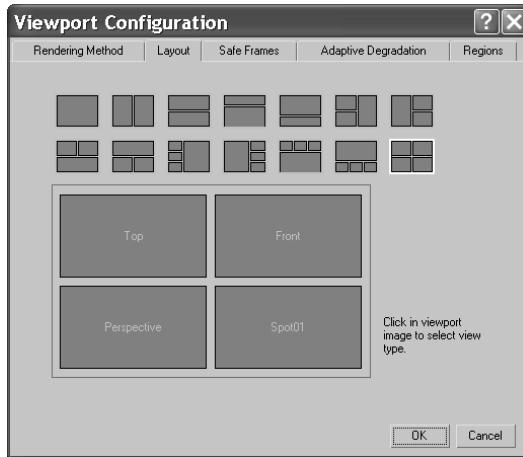 Viewport Configuration
Rendering Method Layout Safe Frames Adaptive Degradation Regions
Top Front
Perspective Spot01
Click in viewport
image to select view
type.
OK Cancel